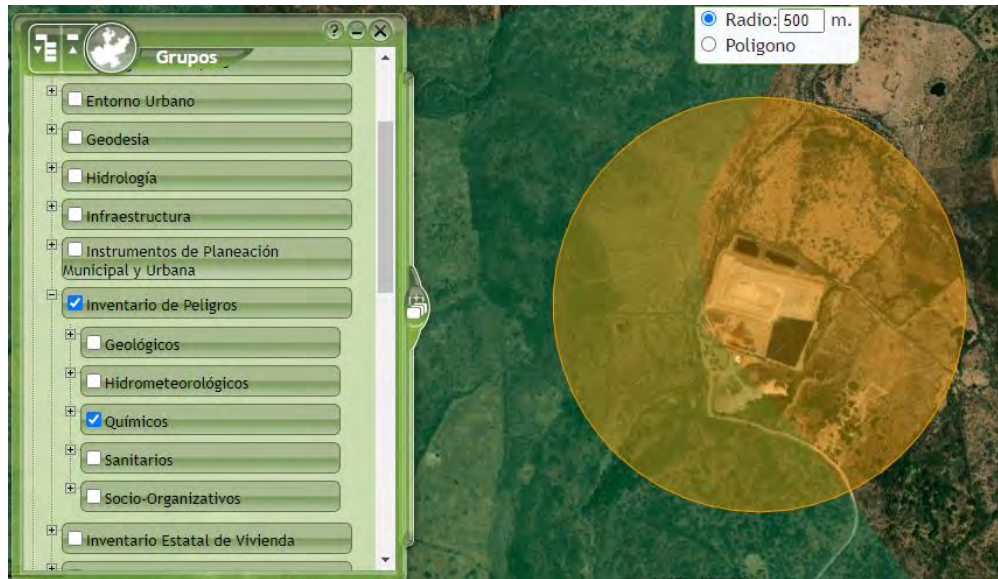 Grupos
Entorno Urbano
Geodesia
Hidrología
Infraestructura
Instrumentos de Planeación
Municipal y Urbana
Inventario de Peligros
Geológicos
Hidrometeorológicos
Químicos
Sanitarios
Socio-Organizativos
Inventario Estatal de Vivienda
Radio: 500 m.
Poligono